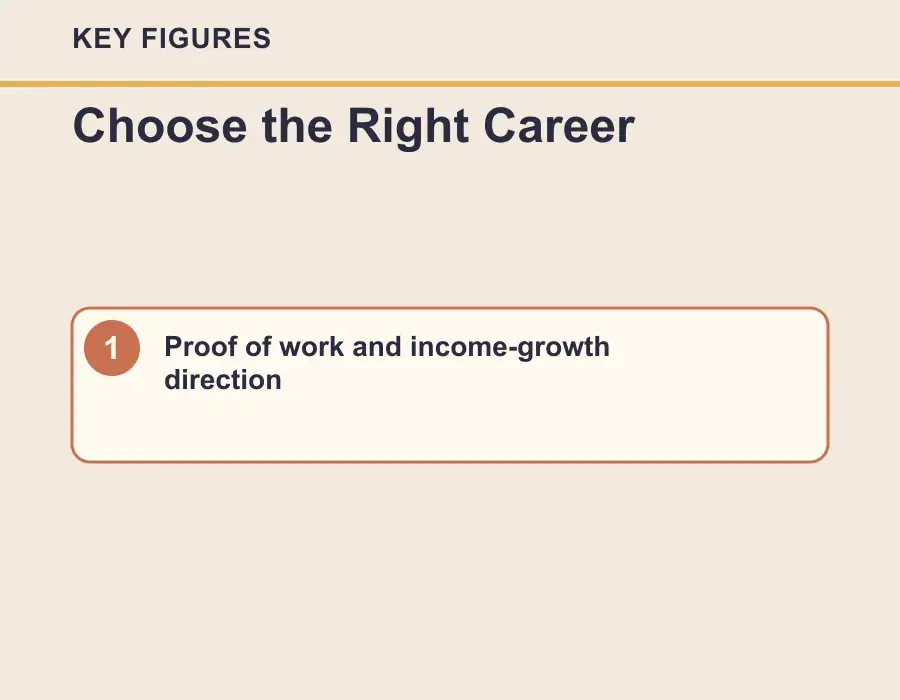 KEY FIGURES
Choose the Right Career
1
Proof of work and income-growth
direction